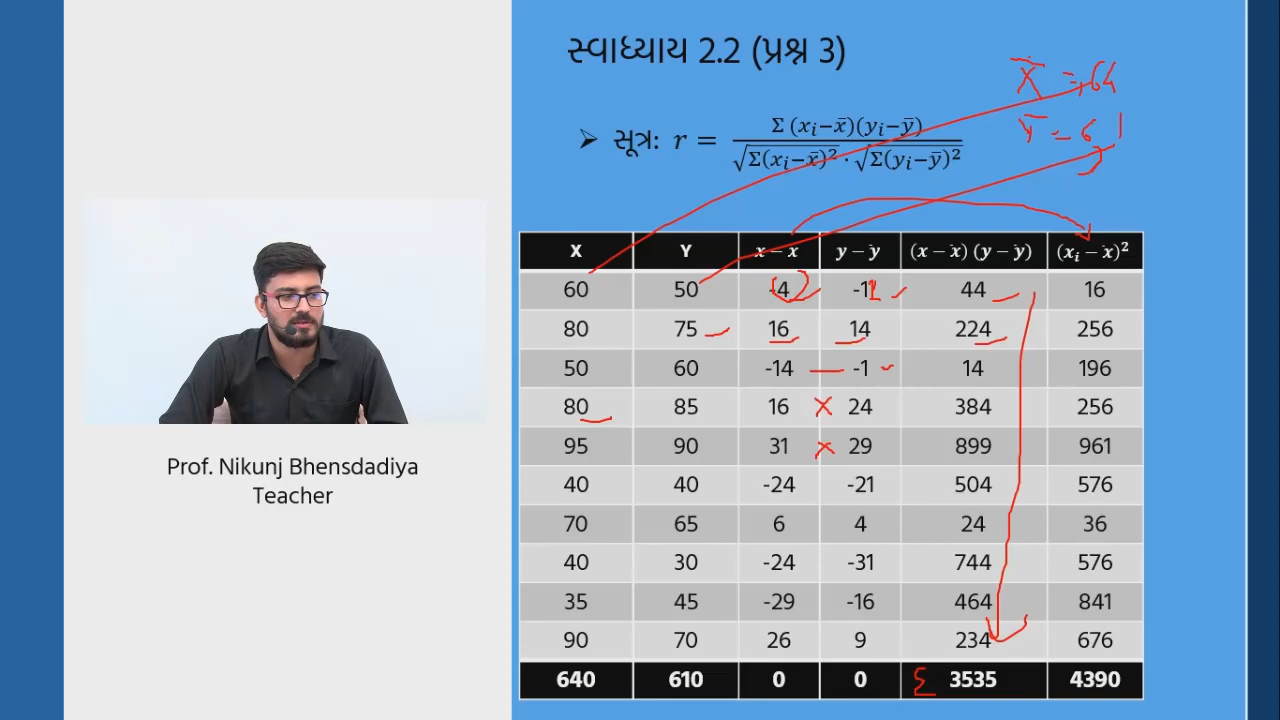 સ્વાધ્યાય 2.2 (પ્રશ્ન 3)
X̄ = 64
Ȳ = 61
➢ સૂત્ર: r = Σ (xᵢ−x̄)(yᵢ−ȳ) / √Σ(xᵢ−x̄)² · √Σ(yᵢ−ȳ)²
X Y x − x̄ y − ȳ (x − x̄) (y − ȳ) (xᵢ − x̄)²
60 50 -4 -11 44 16
80 75 16 14 224 256
50 60 -14 -1 14 196
80 85 16 24 384 256
95 90 31 29 899 961
40 40 -24 -21 504 576
70 65 6 4 24 36
40 30 -24 -31 744 576
35 45 -29 -16 464 841
90 70 26 9 234 676
640 610 0 0 Σ 3535 4390
Prof. Nikunj Bhensdadiya
Teacher